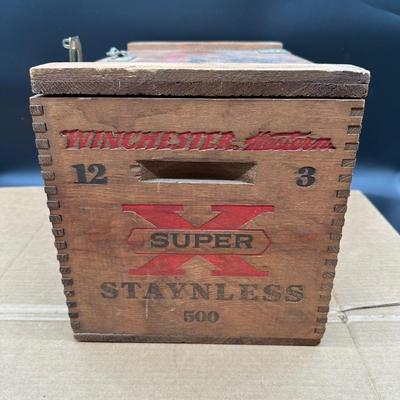 WINCHESTER-Western
12 3
X
SUPER
STAYNLESS
500